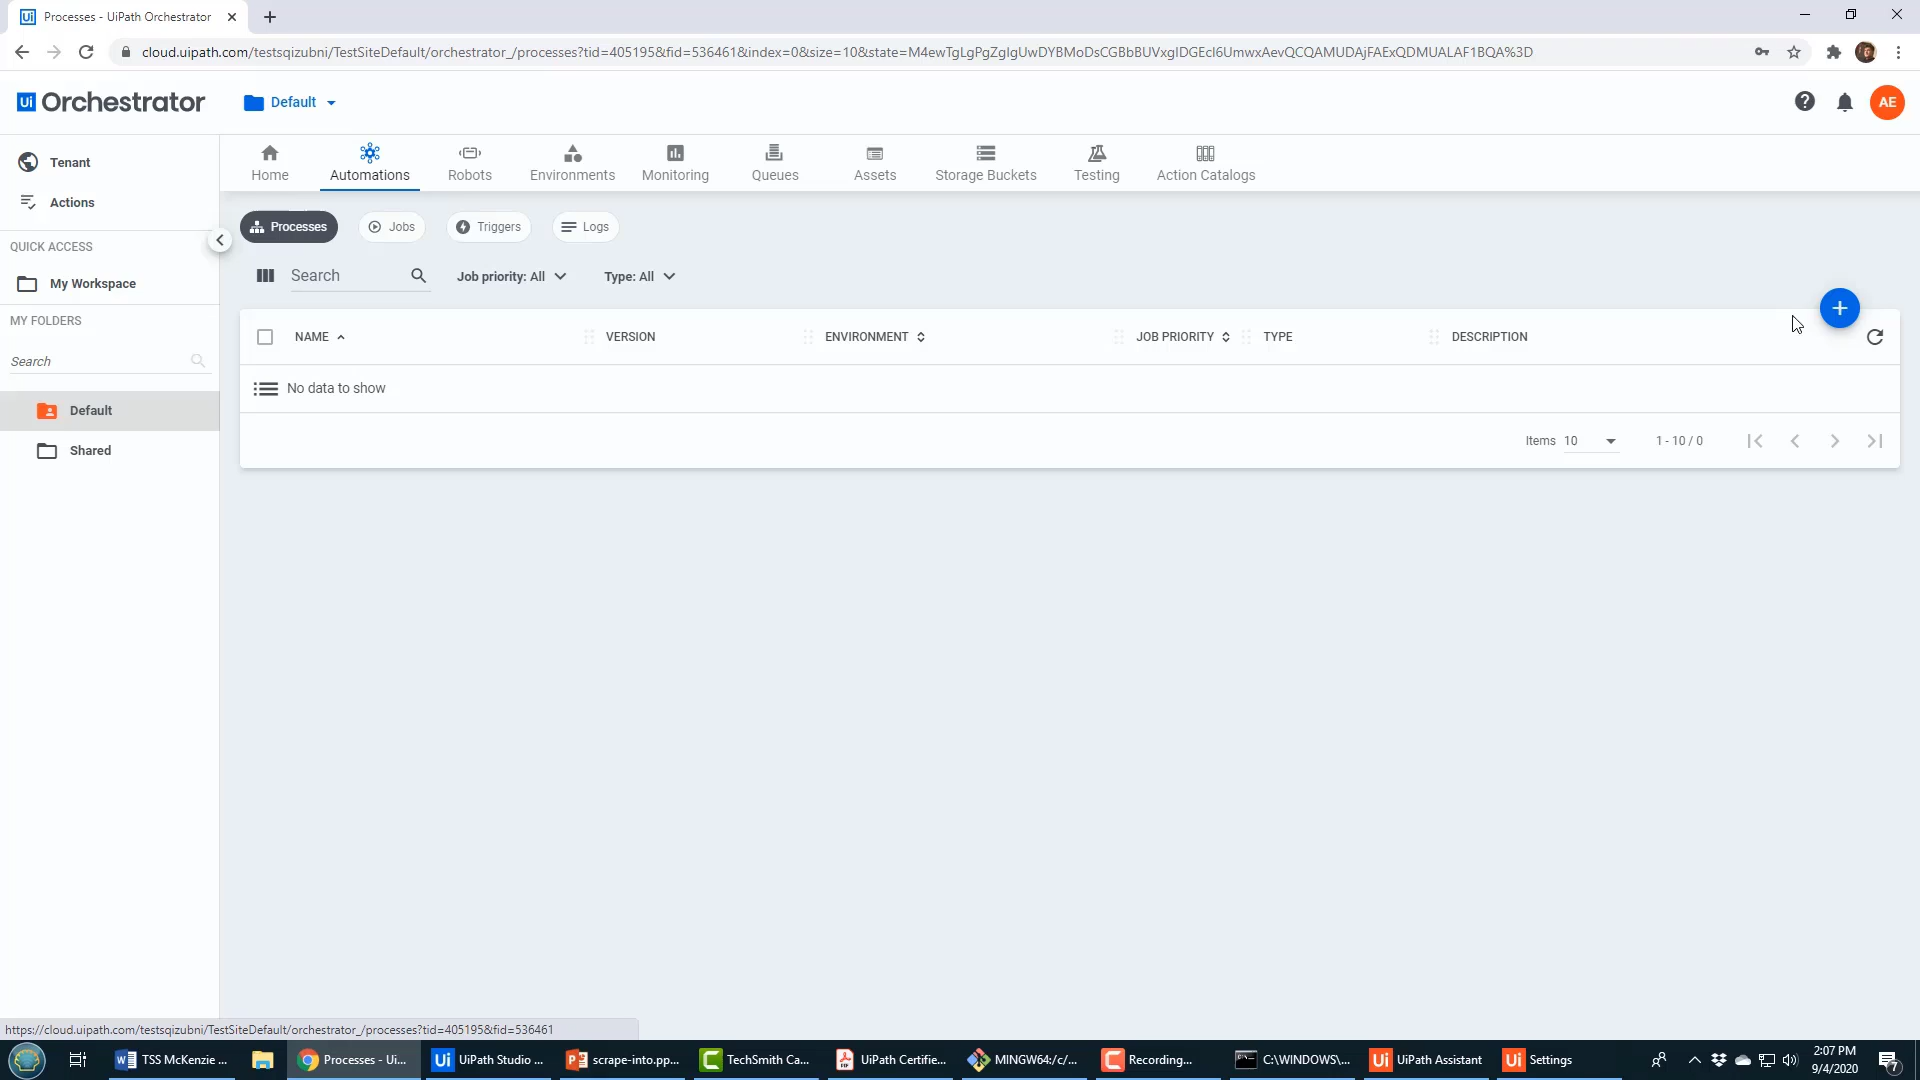 Processes - UiPath Orchestrator
cloud.uipath.com/testsqizubni/TestSiteDefault/orchestrator_/processes?tid=405195&fid=536461&index=0&size=10&state=M4ewTgLgPgZglgUwDYBMoDsCGBbBUVxgIDGEcI6UmwxAevQCQAMUDAjFAExQDMUALAF1BQA%3D
Ui Orchestrator
Default
AE
Tenant
Actions
QUICK ACCESS
My Workspace
MY FOLDERS
Search
Default
Shared
Home
Automations
Robots
Environments
Monitoring
Queues
Assets
Storage Buckets
Testing
Action Catalogs
Processes
Jobs
Triggers
Logs
Search
Job priority: All
Type: All
NAME
VERSION
ENVIRONMENT
JOB PRIORITY
TYPE
DESCRIPTION
No data to show
Items 10
1 - 10 / 0
https://cloud.uipath.com/testsqizubni/TestSiteDefault/orchestrator_/processes?tid=405195&fid=536461
TSS McKenzie ...
Processes - Ui...
UiPath Studio ...
scrape-into.pp...
TechSmith Ca...
UiPath Certifie...
MINGW64:/c/...
Recording...
C:\WINDOWS\...
UiPath Assistant
Settings
2:07 PM
9/4/2020
7